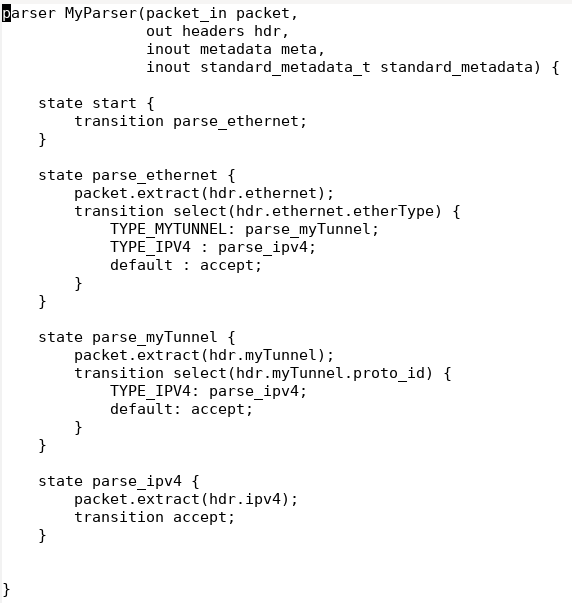 parser MyParser(packet_in packet,
                out headers hdr,
                inout metadata meta,
                inout standard_metadata_t standard_metadata) {

    state start {
        transition parse_ethernet;
    }

    state parse_ethernet {
        packet.extract(hdr.ethernet);
        transition select(hdr.ethernet.etherType) {
            TYPE_MYTUNNEL: parse_myTunnel;
            TYPE_IPV4 : parse_ipv4;
            default : accept;
        }
    }

    state parse_myTunnel {
        packet.extract(hdr.myTunnel);
        transition select(hdr.myTunnel.proto_id) {
            TYPE_IPV4: parse_ipv4;
            default: accept;
        }
    }

    state parse_ipv4 {
        packet.extract(hdr.ipv4);
        transition accept;
    }


}